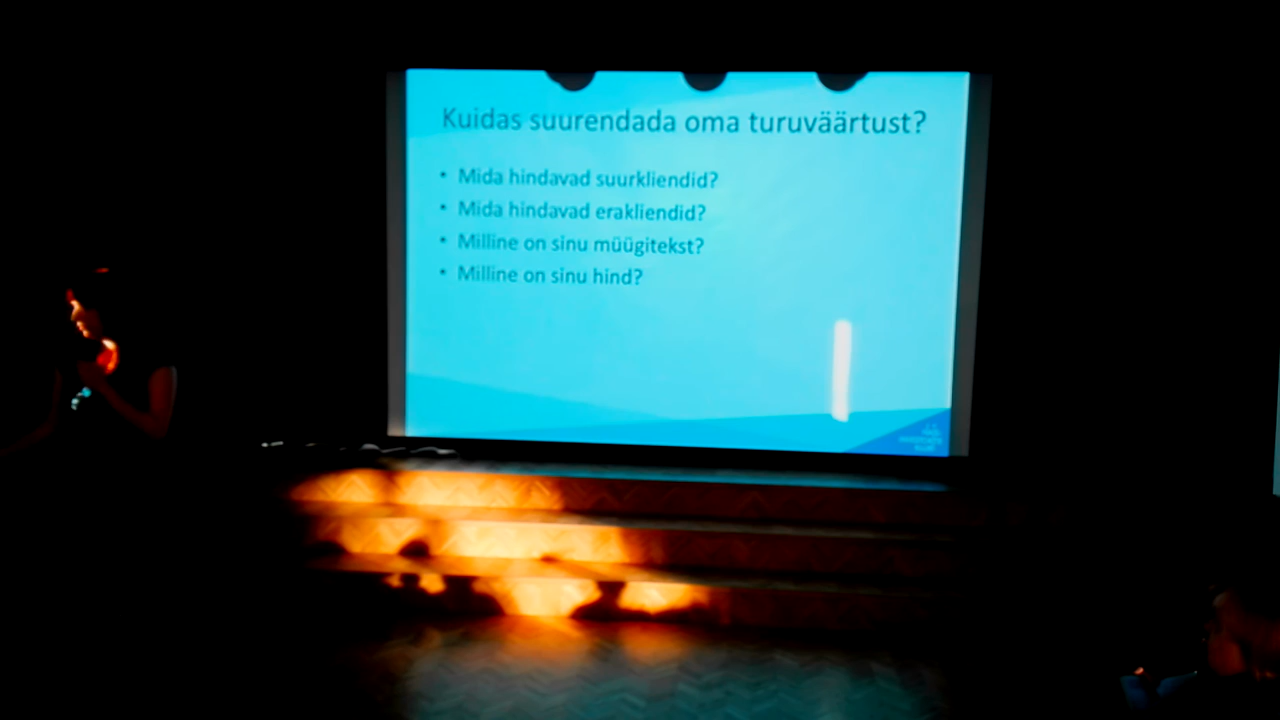 Kuidas suurendada oma turuväärtust?
• Mida hindavad suurkliendid?
• Mida hindavad erakliendid?
• Milline on sinu müügitekst?
• Milline on sinu hind?